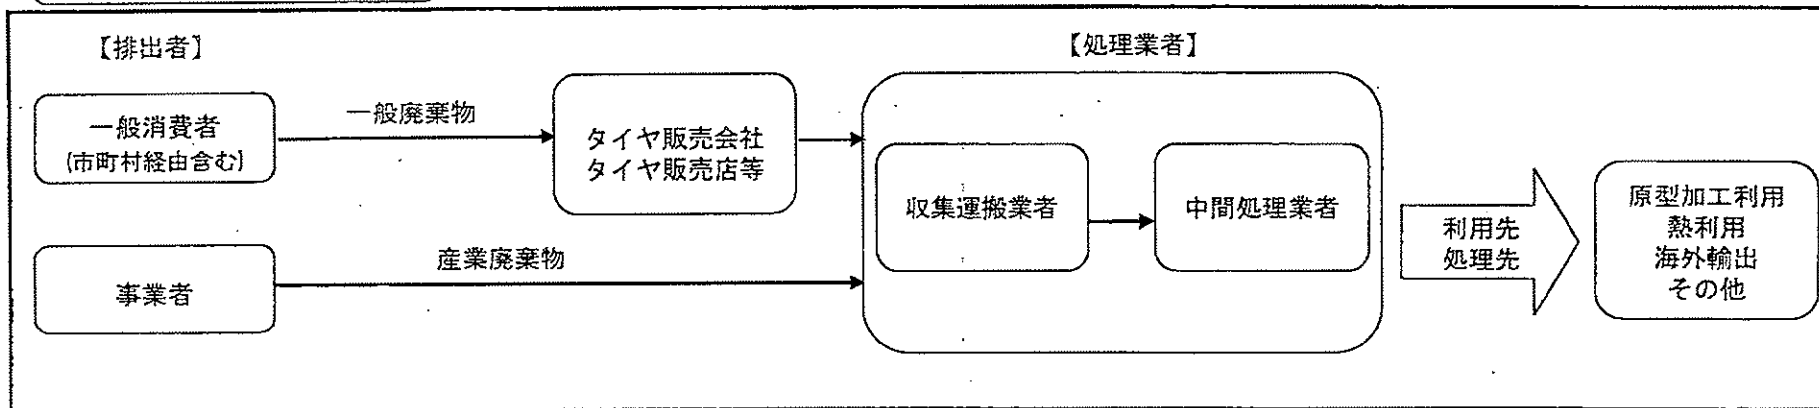 【排出者】
【処理業者】
一般消費者
(市町村経由含む)
一般廃棄物
タイヤ販売会社
タイヤ販売店等
収集運搬業者
中間処理業者
利用先
処理先
原型加工利用
熱利用
海外輸出
その他
産業廃棄物
事業者